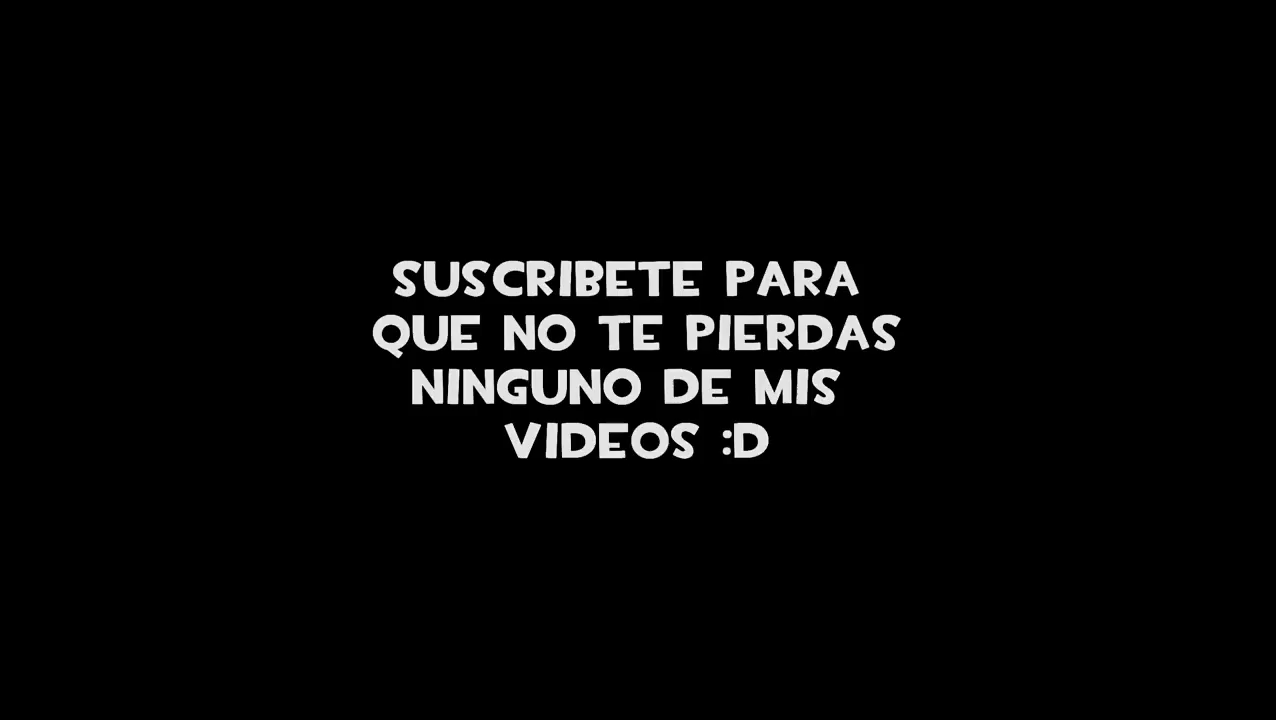 SUSCRIBETE PARA
QUE NO TE PIERDAS
NINGUNO DE MIS
VIDEOS :D